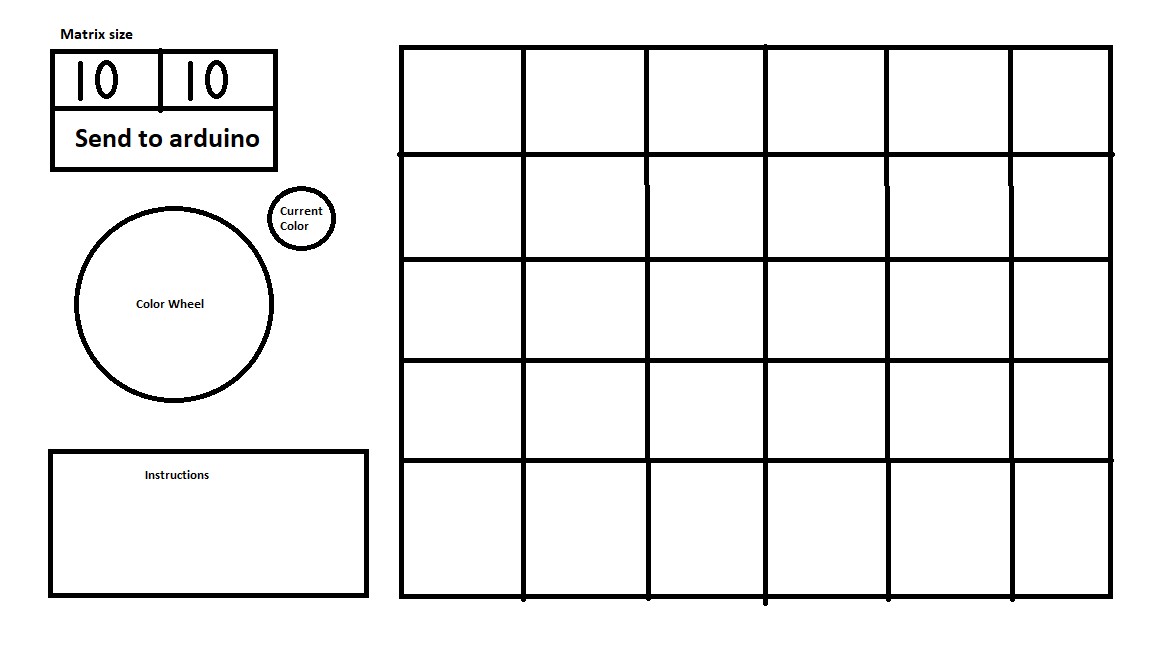 Matrix size
10 10
Send to arduino
Current
Color
Color Wheel
Instructions